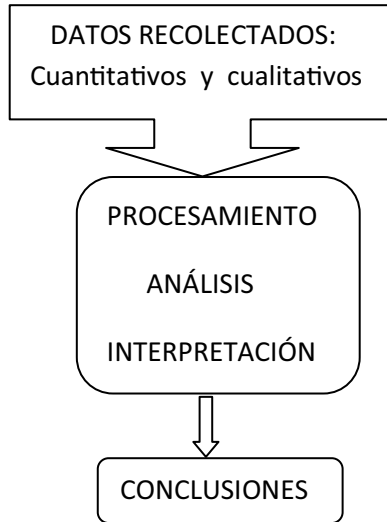 DATOS RECOLECTADOS:
Cuantitativos y cualitativos
PROCESAMIENTO
ANÁLISIS
INTERPRETACIÓN
CONCLUSIONES